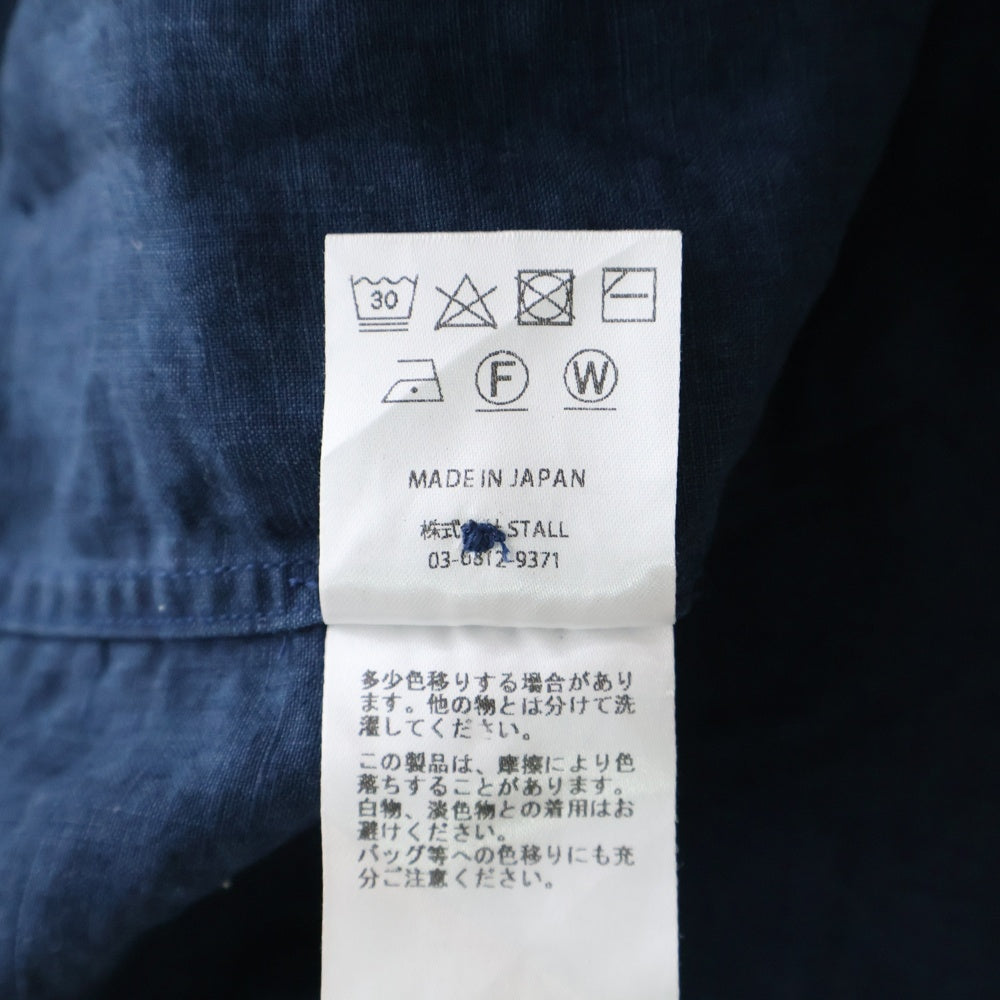 30
F W
MADE IN JAPAN
株式 STALL
03-6812-9371
多少色移りする場合があり
ます。他の物とは分けて洗
濯してください。
この製品は、摩擦により色
落ちすることがあります。
白物、淡色物との着用はお
避けください。
バッグ等への色移りにも充
分ご注意ください。